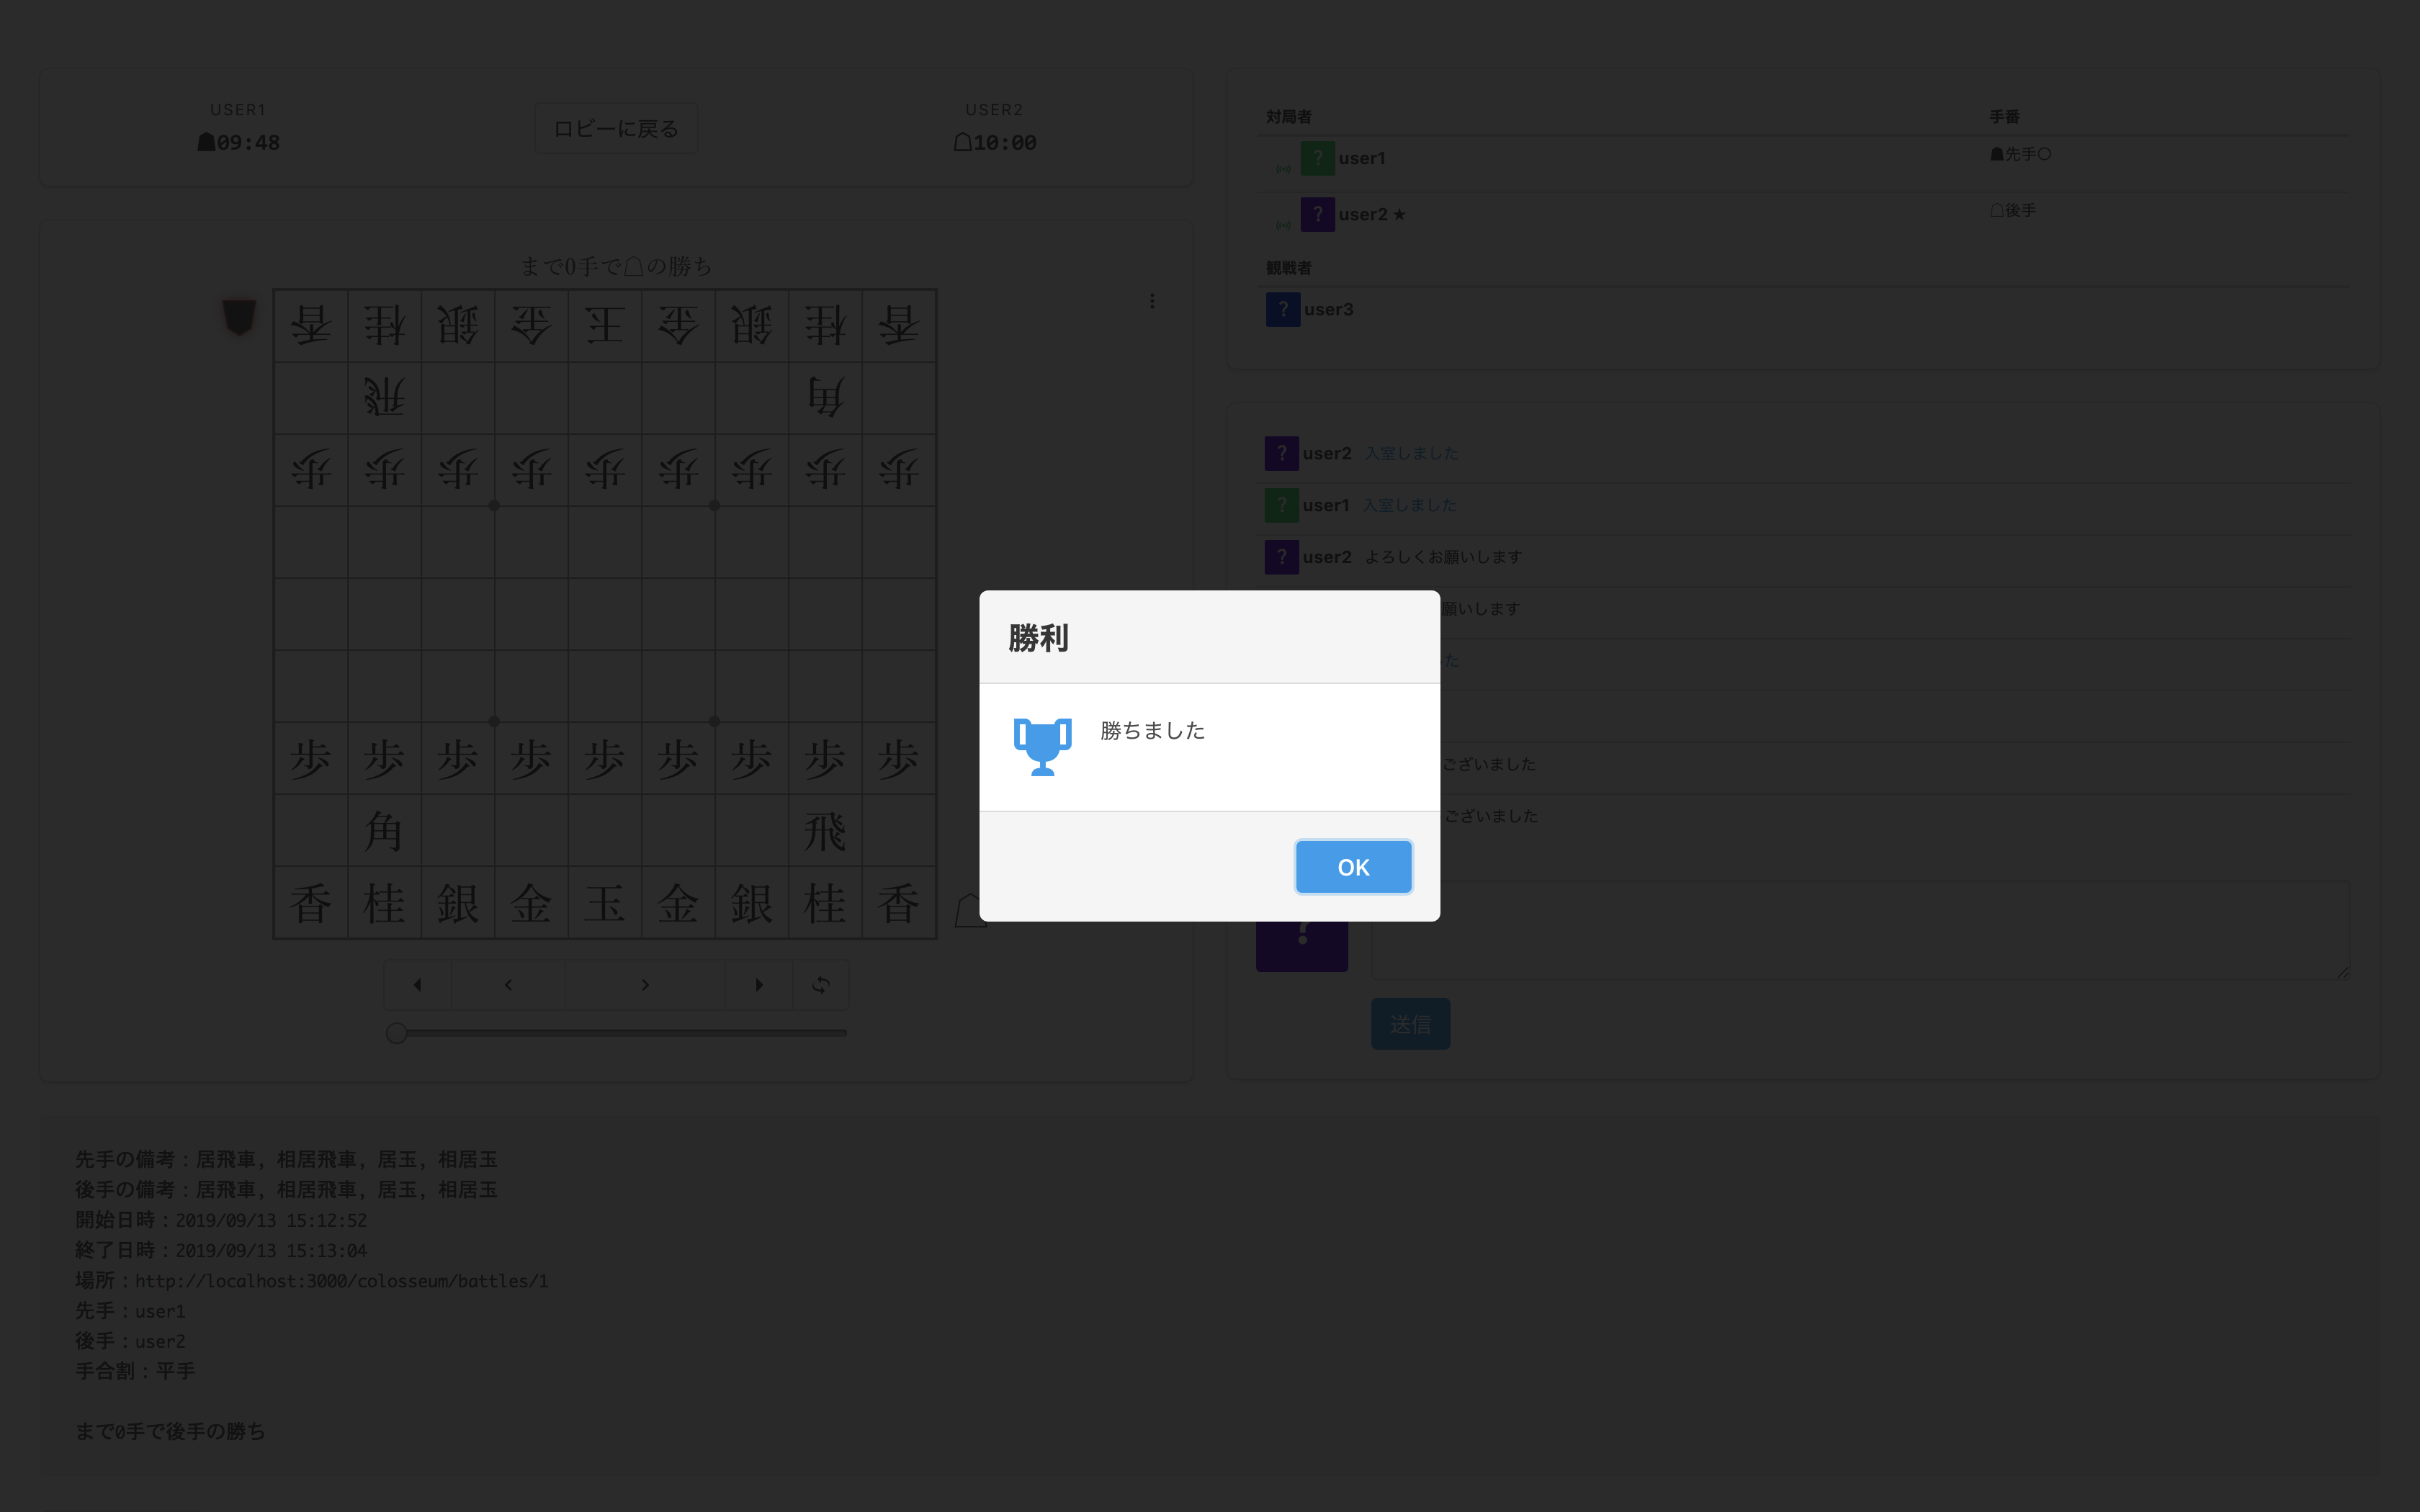 USER1
☗09:48
ロビーに戻る
USER2
☖10:00
まで0手で☖の勝ち
香 桂 銀 金 王 金 銀 桂 香
飛 角
歩 歩 歩 歩 歩 歩 歩 歩 歩
歩 歩 歩 歩 歩 歩 歩 歩 歩
角 飛
香 桂 銀 金 王 金 銀 桂 香
対局者 手番
? user1 ☗先手○
? user2 ★ ☖後手
観戦者
? user3
? user2 入室しました
? user1 入室しました
? user2 よろしくお願いします
願いします
た
ございました
ございました
?
送信
勝利
勝ちました
OK
先手の備考：居飛車, 相居飛車, 居玉, 相居玉
後手の備考：居飛車, 相居飛車, 居玉, 相居玉
開始日時：2019/09/13 15:12:52
終了日時：2019/09/13 15:13:04
場所：http://localhost:3000/colosseum/battles/1
先手：user1
後手：user2
手合割：平手
まで0手で後手の勝ち